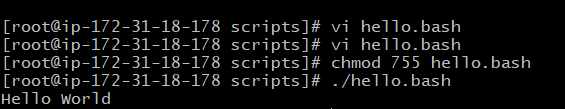 [root@ip-172-31-18-178 scripts]# vi hello.bash
[root@ip-172-31-18-178 scripts]# vi hello.bash
[root@ip-172-31-18-178 scripts]# chmod 755 hello.bash
[root@ip-172-31-18-178 scripts]# ./hello.bash
Hello World